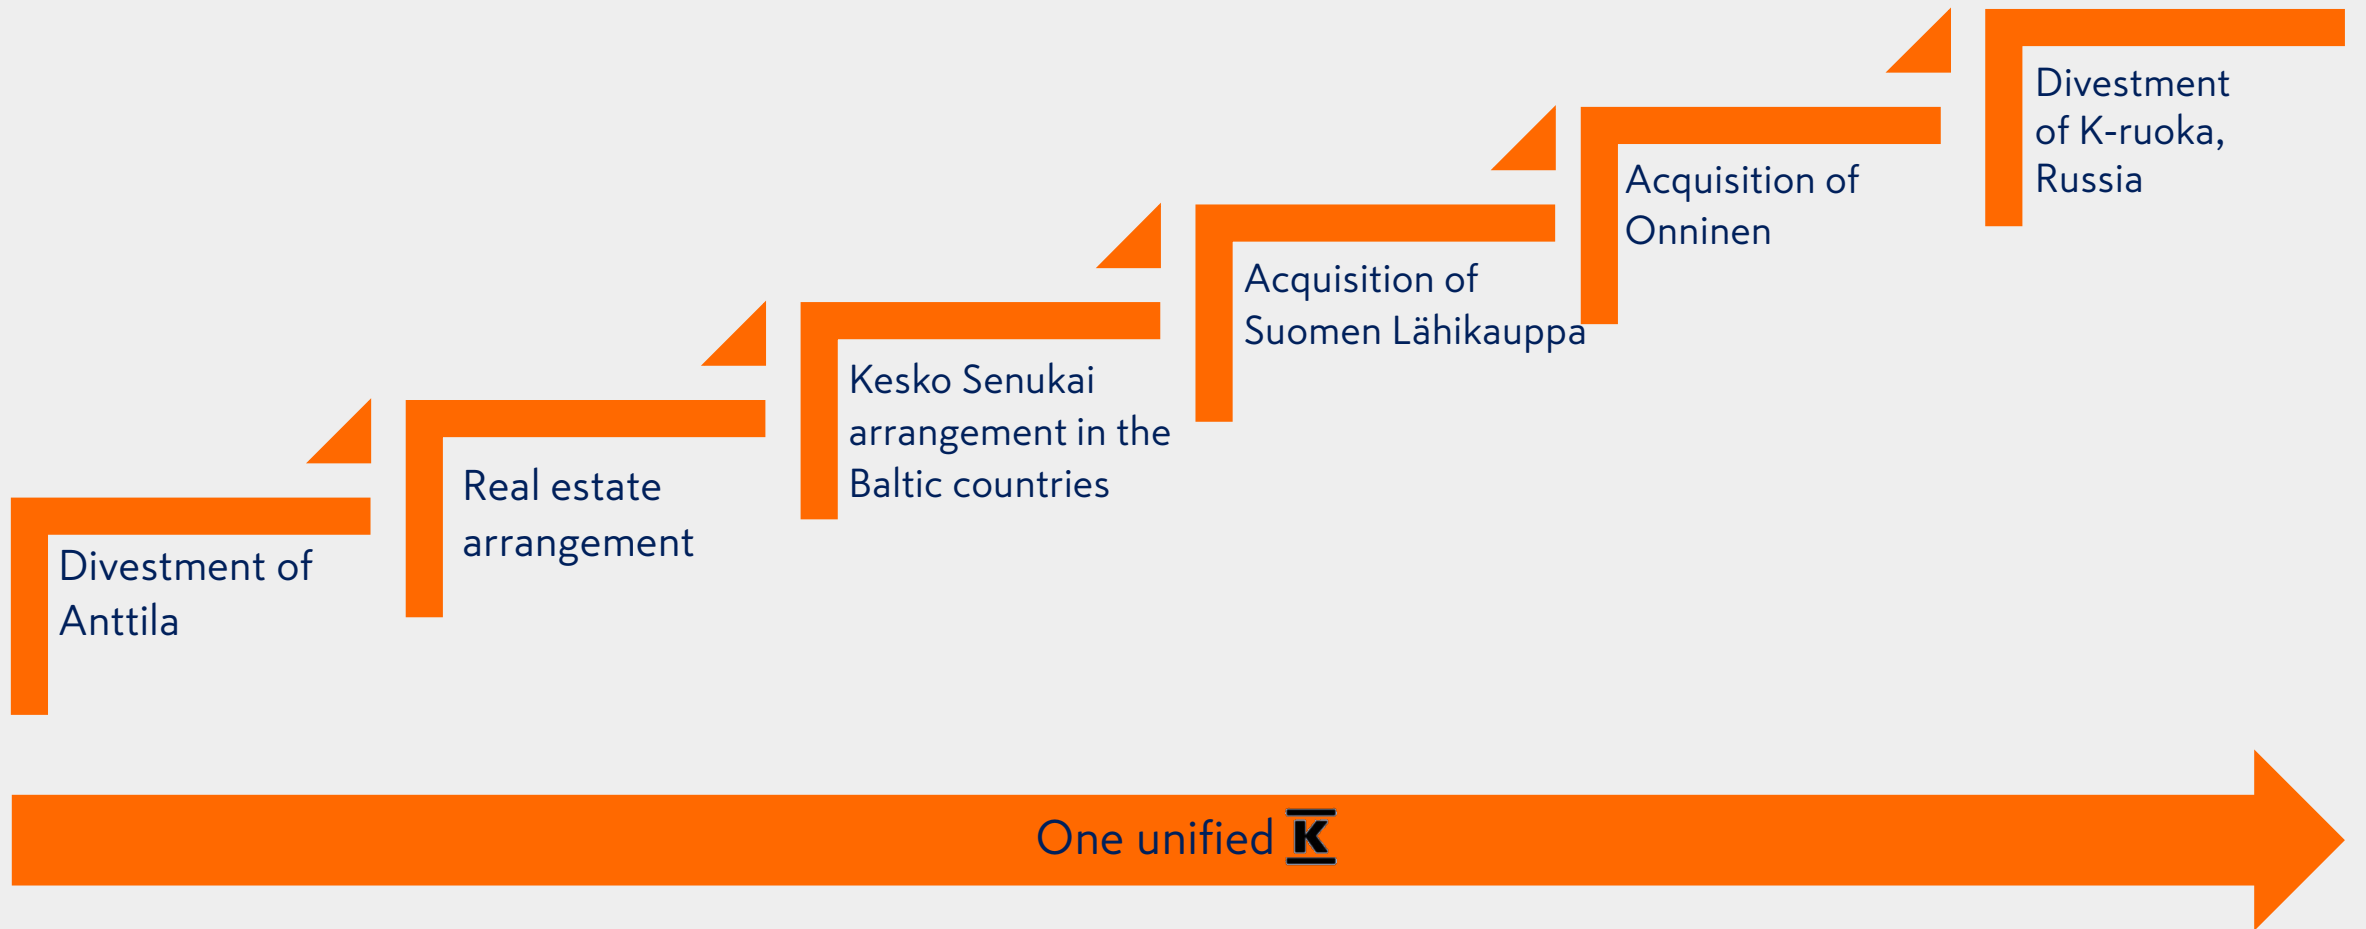 Divestment of
Anttila
Real estate
arrangement
Kesko Senukai
arrangement in the
Baltic countries
Acquisition of
Suomen Lähikauppa
Acquisition of
Onninen
Divestment
of K-ruoka,
Russia
One unified K